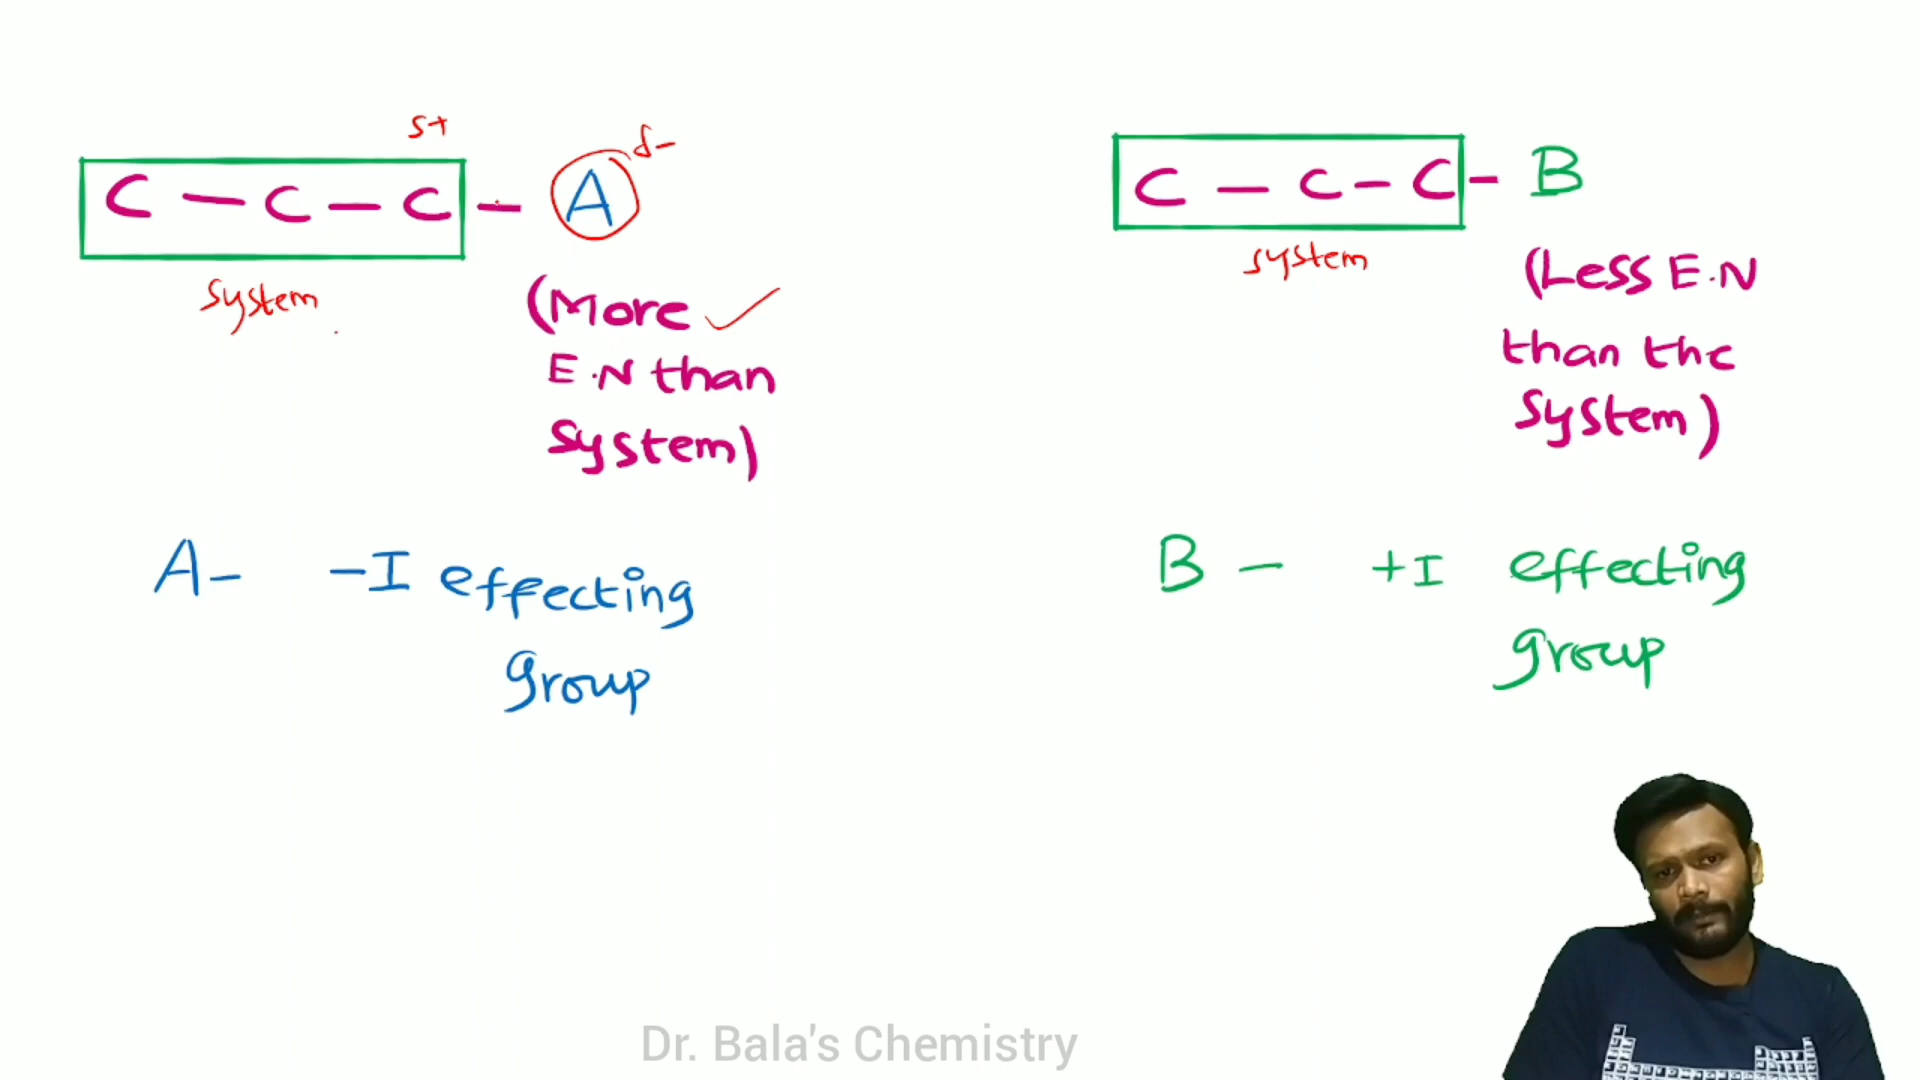 δ+
δ-
C — C — C — A
system
(More ✓
E.N than
System)
A - -I effecting
group
C — C - C - B
system
(Less E.N
than the
System)
B - +I effecting
group
Dr. Bala's Chemistry